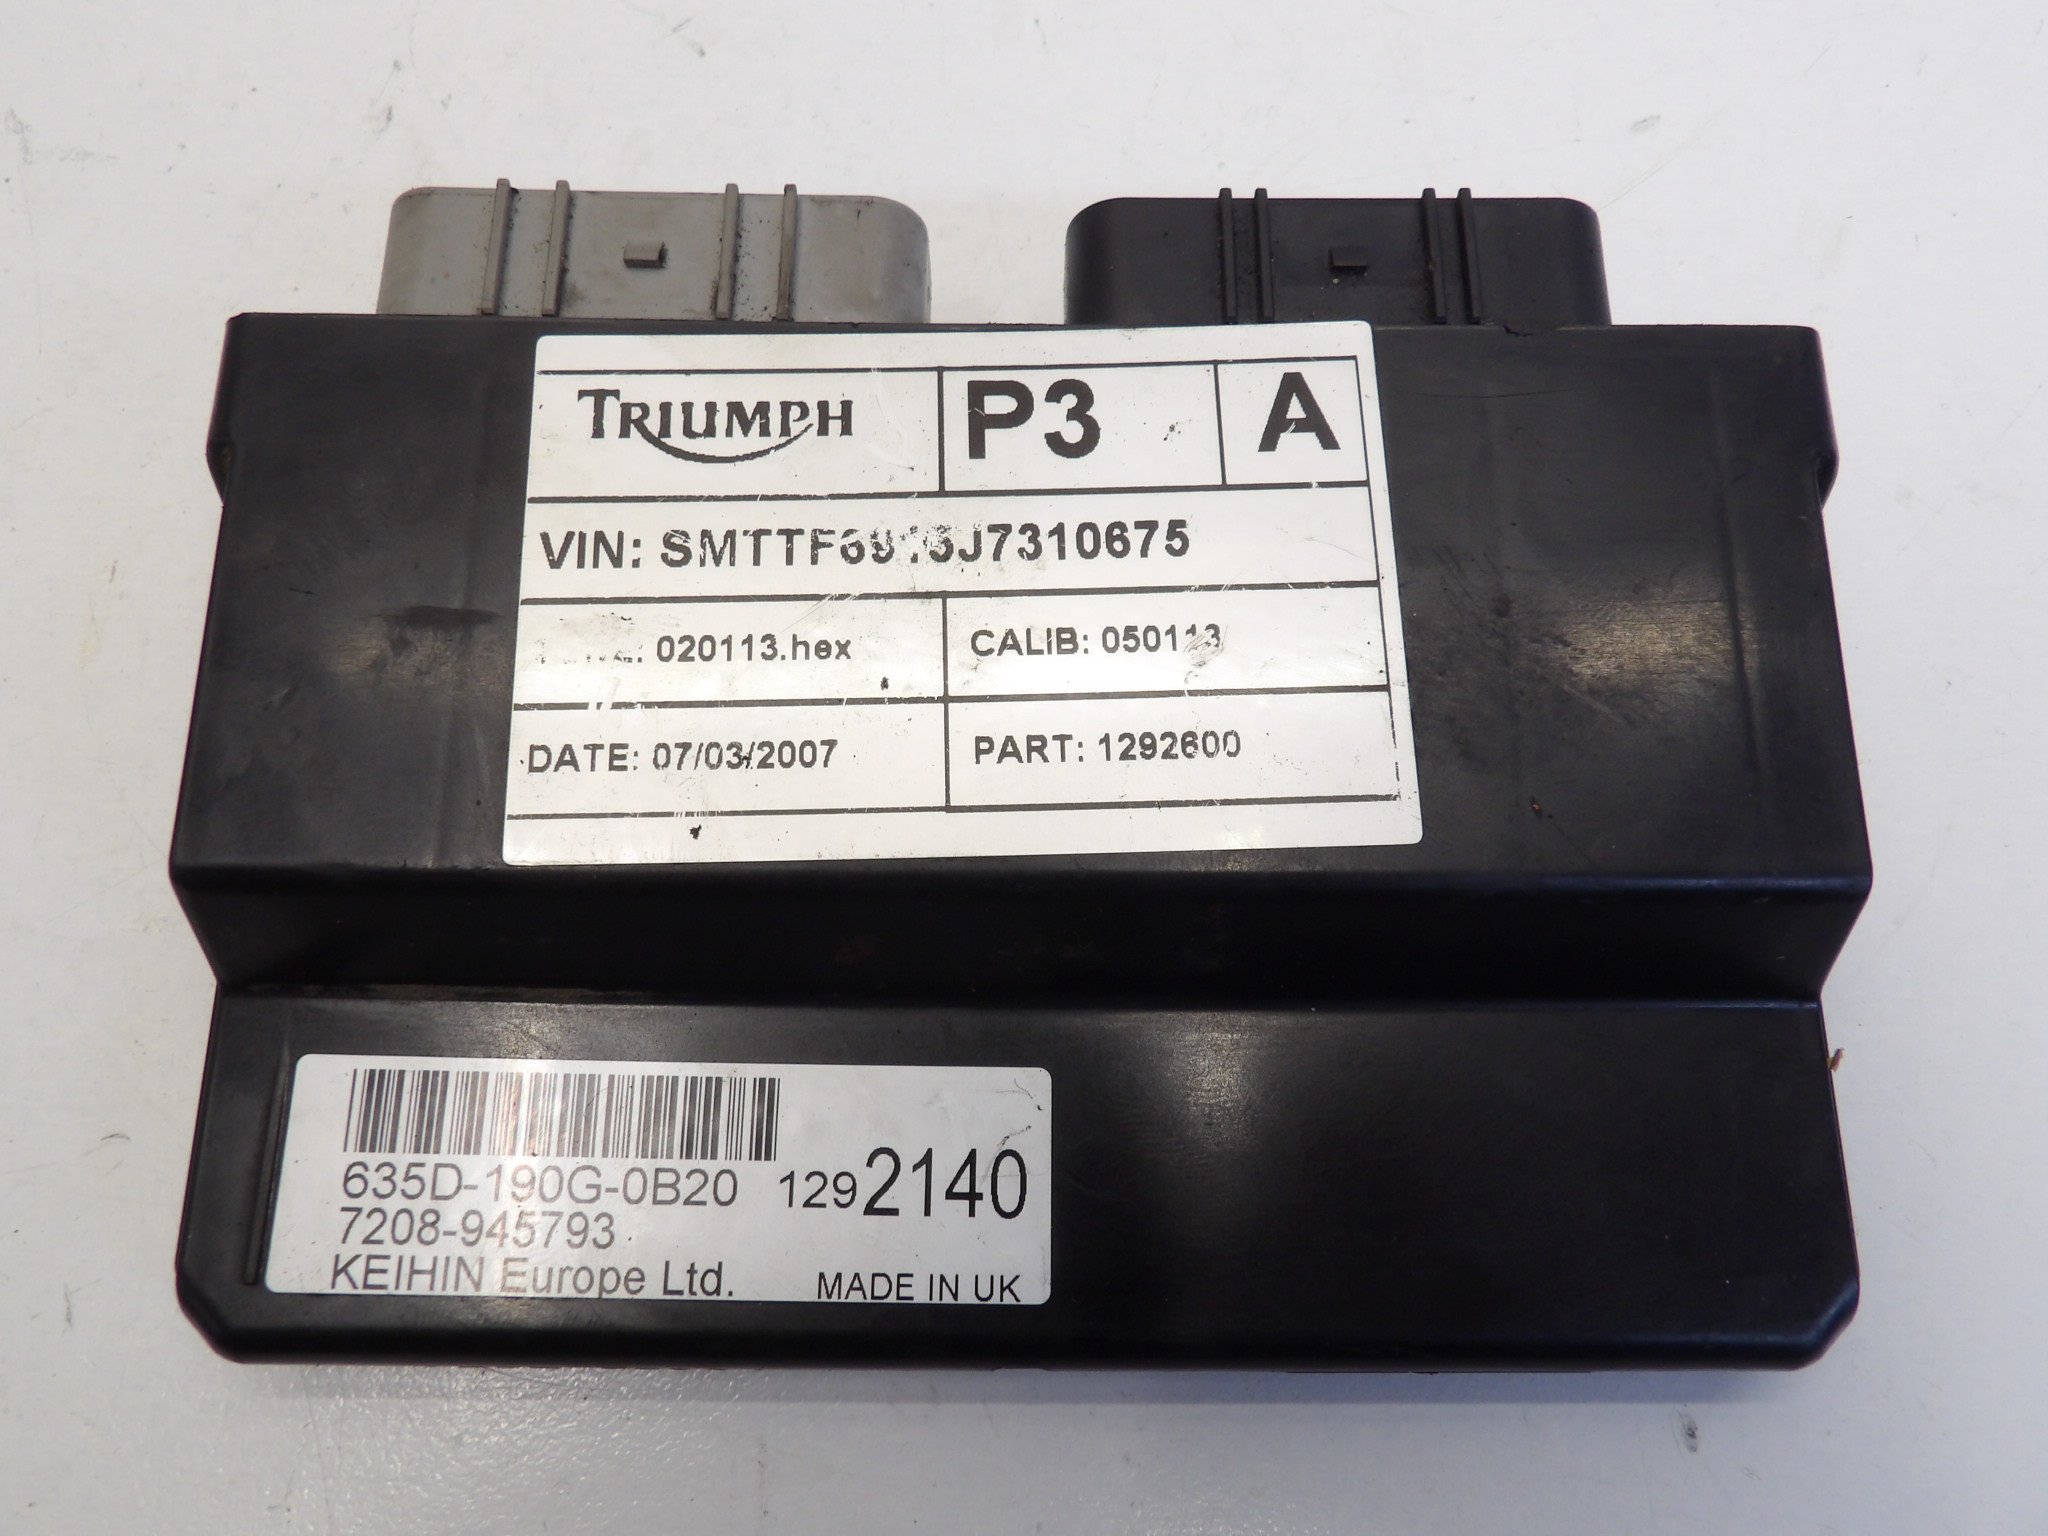 TRIUMPH P3 A
VIN:
020113.hex CALIB: 050113
DATE: 07/03/2007 PART: 1292600
635D-190G-0B20 1292140
7208-945793
KEIHIN Europe Ltd. MADE IN UK